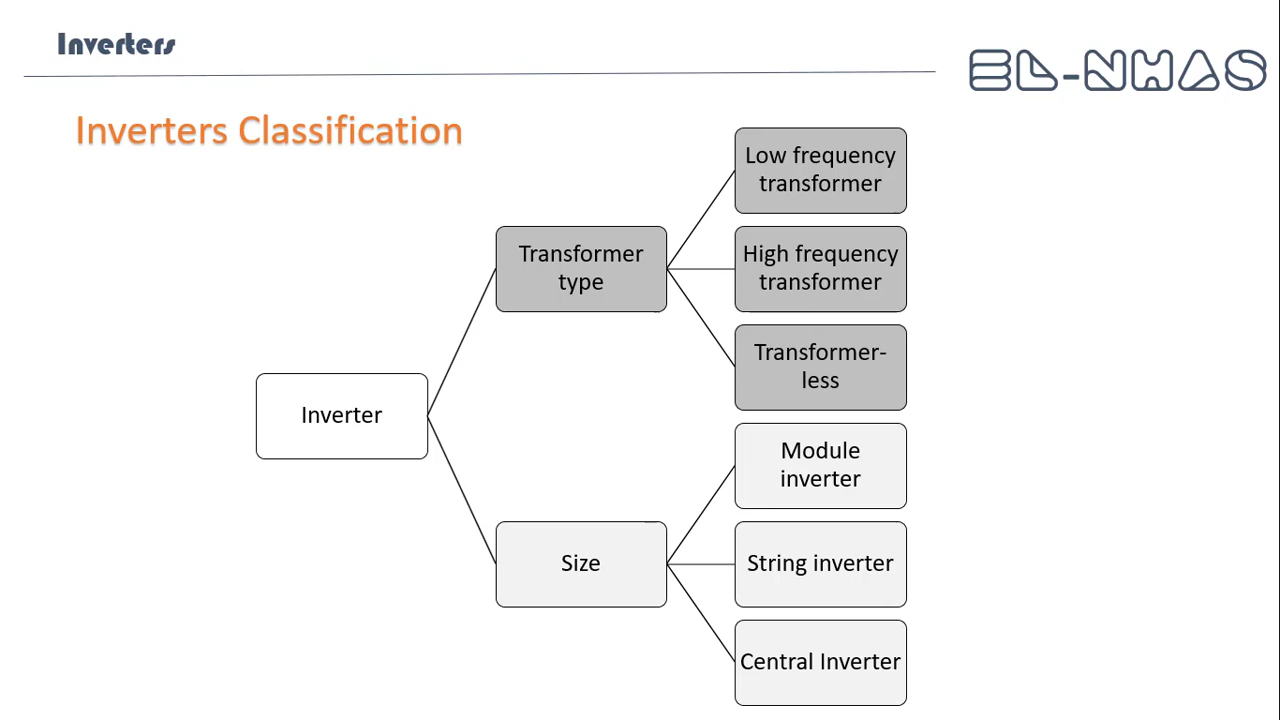 Inverters
EL-NHAS
Inverters Classification
Low frequency
transformer
Transformer
type
High frequency
transformer
Transformer-
less
Inverter
Module
inverter
Size
String inverter
Central Inverter